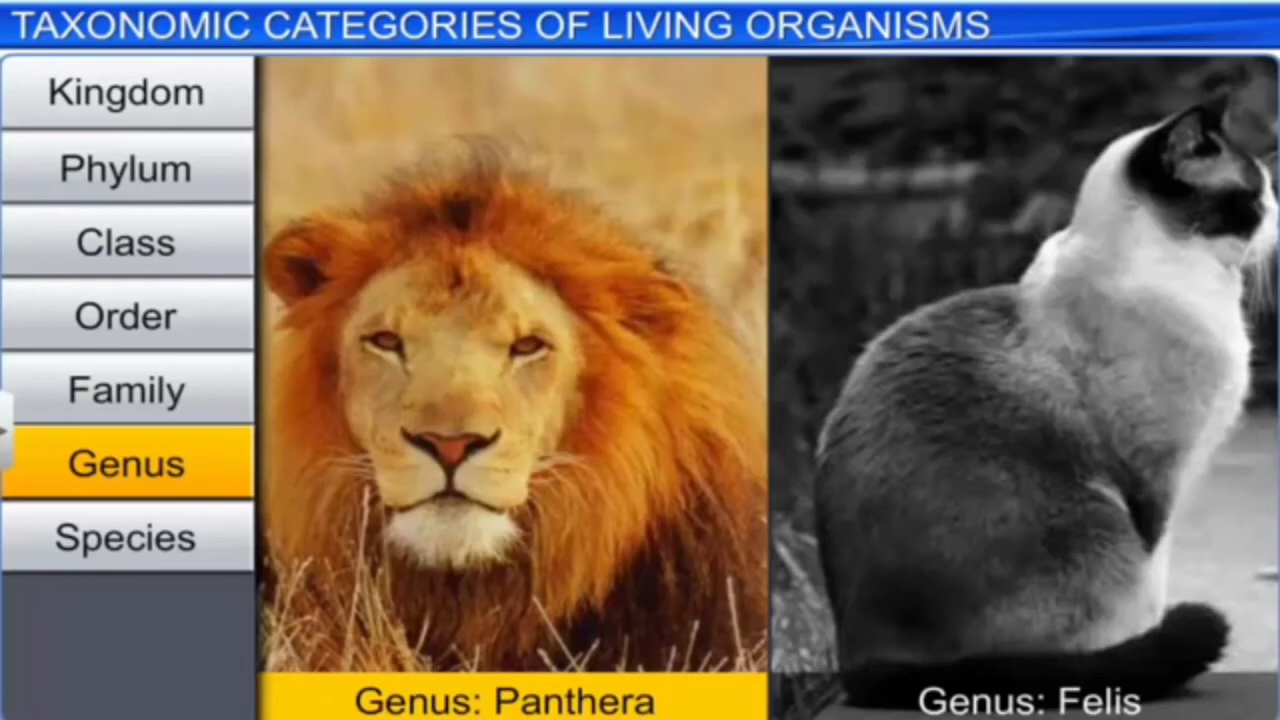 TAXONOMIC CATEGORIES OF LIVING ORGANISMS
Kingdom
Phylum
Class
Order
Family
Genus
Species
Genus: Panthera
Genus: Felis